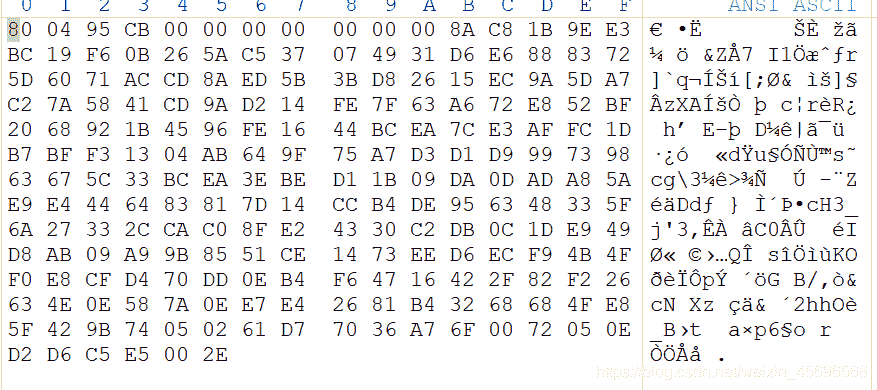 0 1 2 3 4 5 6 7 8 9 A B C D E F ANSI ASCII
80 04 95 CB 00 00 00 00 00 00 8A C8 1B 9E E3 € •Ë ŠÈ žã
BC 19 F6 0B 26 5A C5 37 07 49 31 D6 E6 88 83 72 ¼ ö &ZÅ7 I1Öæˆƒr
5D 60 71 AC CD 8A ED 5B 3B D8 26 15 EC 9A 5D A7 ]`q¬ÍŠí[;Ø& ìš]§
C2 7A 58 41 CD 9A D2 14 FE 7F 63 A6 72 E8 52 BF ÂzXAÍšÒ þ c¦rèR¿
20 68 92 1B 45 96 FE 16 44 BC EA 7C E3 AF FC 1D h’ E–þ D¼ê|ã¯ü
B7 BF F3 13 04 AB 64 9F 75 A7 D3 D1 D9 99 73 98 ·¿ó «dŸu§ÓÑÙ™s˜
63 67 5C 33 BC EA 3E BE D1 1B 09 DA 0D AD A8 5A cg\3¼ê>¾Ñ Ú -¨Z
E9 E4 44 64 83 81 7D 14 CC B4 DE 95 63 48 33 5F éäDdƒ } Ì´Þ•cH3_
6A 27 33 2C CA C0 8F E2 43 30 C2 DB 0C 1D E9 49 j'3,ÊÀ âC0ÂÛ éI
D8 AB 09 A9 9B 85 51 CE 14 73 EE D6 EC F9 4B 4F Ø« ©›…QÎ sîÖìùKO
F0 E8 CF D4 70 DD 0E B4 F6 47 16 42 2F 82 F2 26 ðèÏÔpÝ ´öG B/‚ò&
63 4E 0E 58 7A 0E E7 E4 26 81 B4 32 68 68 4F E8 cN Xz çä& ´2hhOè
5F 42 9B 74 05 02 61 D7 70 36 A7 6F 00 72 05 0E _B›t a×p6§o r
D2 D6 C5 E5 00 2E ÒÖÅå .
https://blog.csdn.net/weixin_45696568